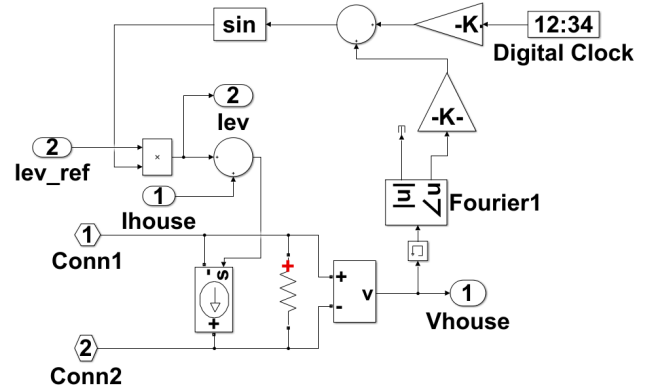 sin
-K-
12:34
Digital Clock
2
Iev
-K-
2
Iev_ref
×
1
Ihouse
|n|
∠n
Fourier1
1
Conn1
- s
+
+
+
-
v
1
Vhouse
2
Conn2